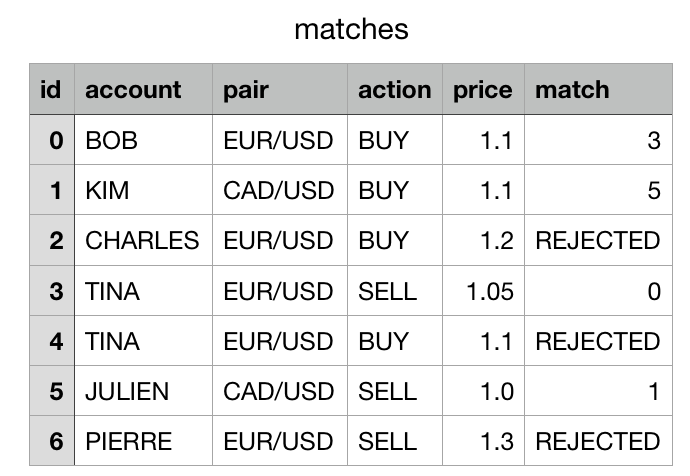 matches
id account pair action price match
0 BOB EUR/USD BUY 1.1 3
1 KIM CAD/USD BUY 1.1 5
2 CHARLES EUR/USD BUY 1.2 REJECTED
3 TINA EUR/USD SELL 1.05 0
4 TINA EUR/USD BUY 1.1 REJECTED
5 JULIEN CAD/USD SELL 1.0 1
6 PIERRE EUR/USD SELL 1.3 REJECTED